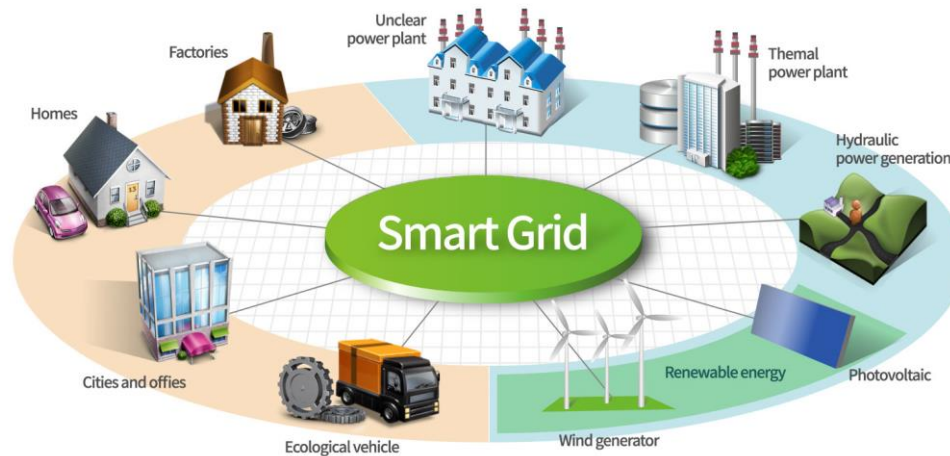 Unclear
power plant
Factories
Themal
power plant
Homes
Hydraulic
power generation
Smart Grid
Cities and offies
Renewable energy
Photovoltaic
Ecological vehicle
Wind generator